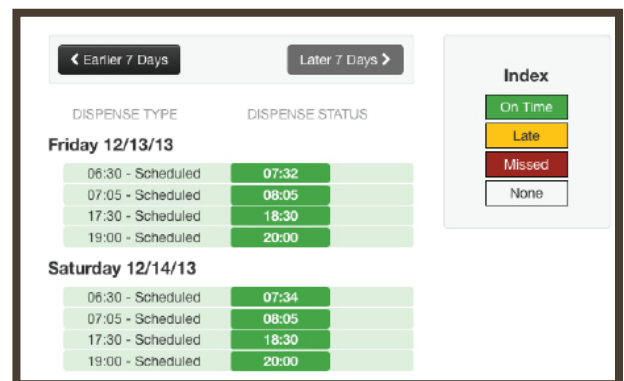 Earlier 7 Days
Later 7 Days
Index
On Time
Late
Missed
None
DISPENSE TYPE DISPENSE STATUS
Friday 12/13/13
06:30 - Scheduled 07:32
07:05 - Scheduled 08:05
17:30 - Scheduled 18:30
19:00 - Scheduled 20:00
Saturday 12/14/13
06:30 - Scheduled 07:34
07:05 - Scheduled 08:05
17:30 - Scheduled 18:30
19:00 - Scheduled 20:00